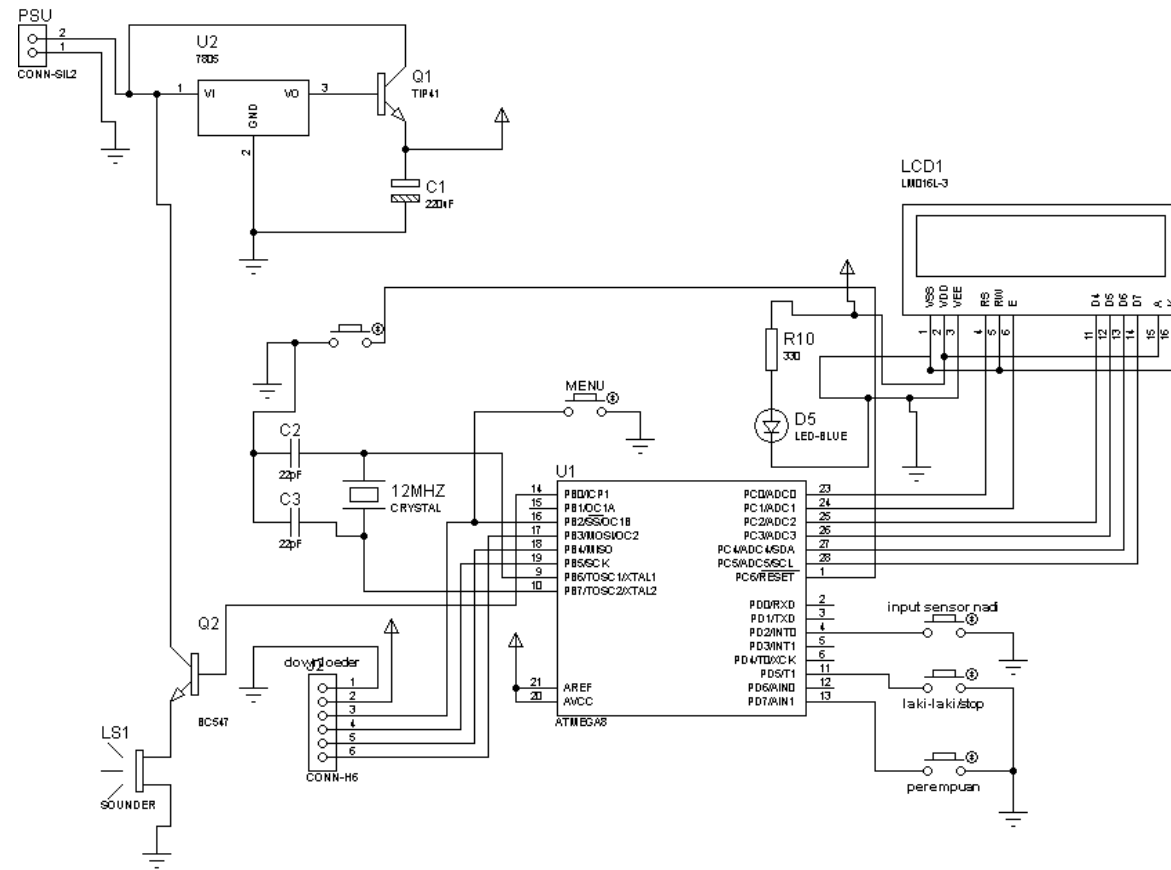 PSU
2
1
CONN-SIL2
U2
7805
1
VI
VO
3
GND
2
Q1
TIP41
C1
220uF
LCD1
LM016L-3
VSS
VDD
VEE
RS
RW
E
D4
D5
D6
D7
A
1
2
3
4
5
6
11
12
13
14
15
16
R10
330
D5
LED-BLUE
MENU
C2
22pF
C3
22pF
12MHZ
CRYSTAL
U1
14 PB0/ICP1
15 PB1/OC1A
16 PB2/SS/OC1B
17 PB3/MOSI/OC2
18 PB4/MISO
19 PB5/SCK
9 PB6/TOSC1/XTAL1
10 PB7/TOSC2/XTAL2
21 AREF
20 AVCC
PC0/ADC0 23
PC1/ADC1 24
PC2/ADC2 25
PC3/ADC3 26
PC4/ADC4/SDA 27
PC5/ADC5/SCL 28
PC6/RESET 1
PD0/RXD 2
PD1/TXD 3
PD2/INT0 4
PD3/INT1 5
PD4/T0/XCK 6
PD5/T1 11
PD6/AIN0 12
PD7/AIN1 13
ATMEGA8
input sensor nadi
laki-laki/stop
perempuan
Q2
BC547
LS1
SOUNDER
downloeder
J2
1
2
3
4
5
6
CONN-H6